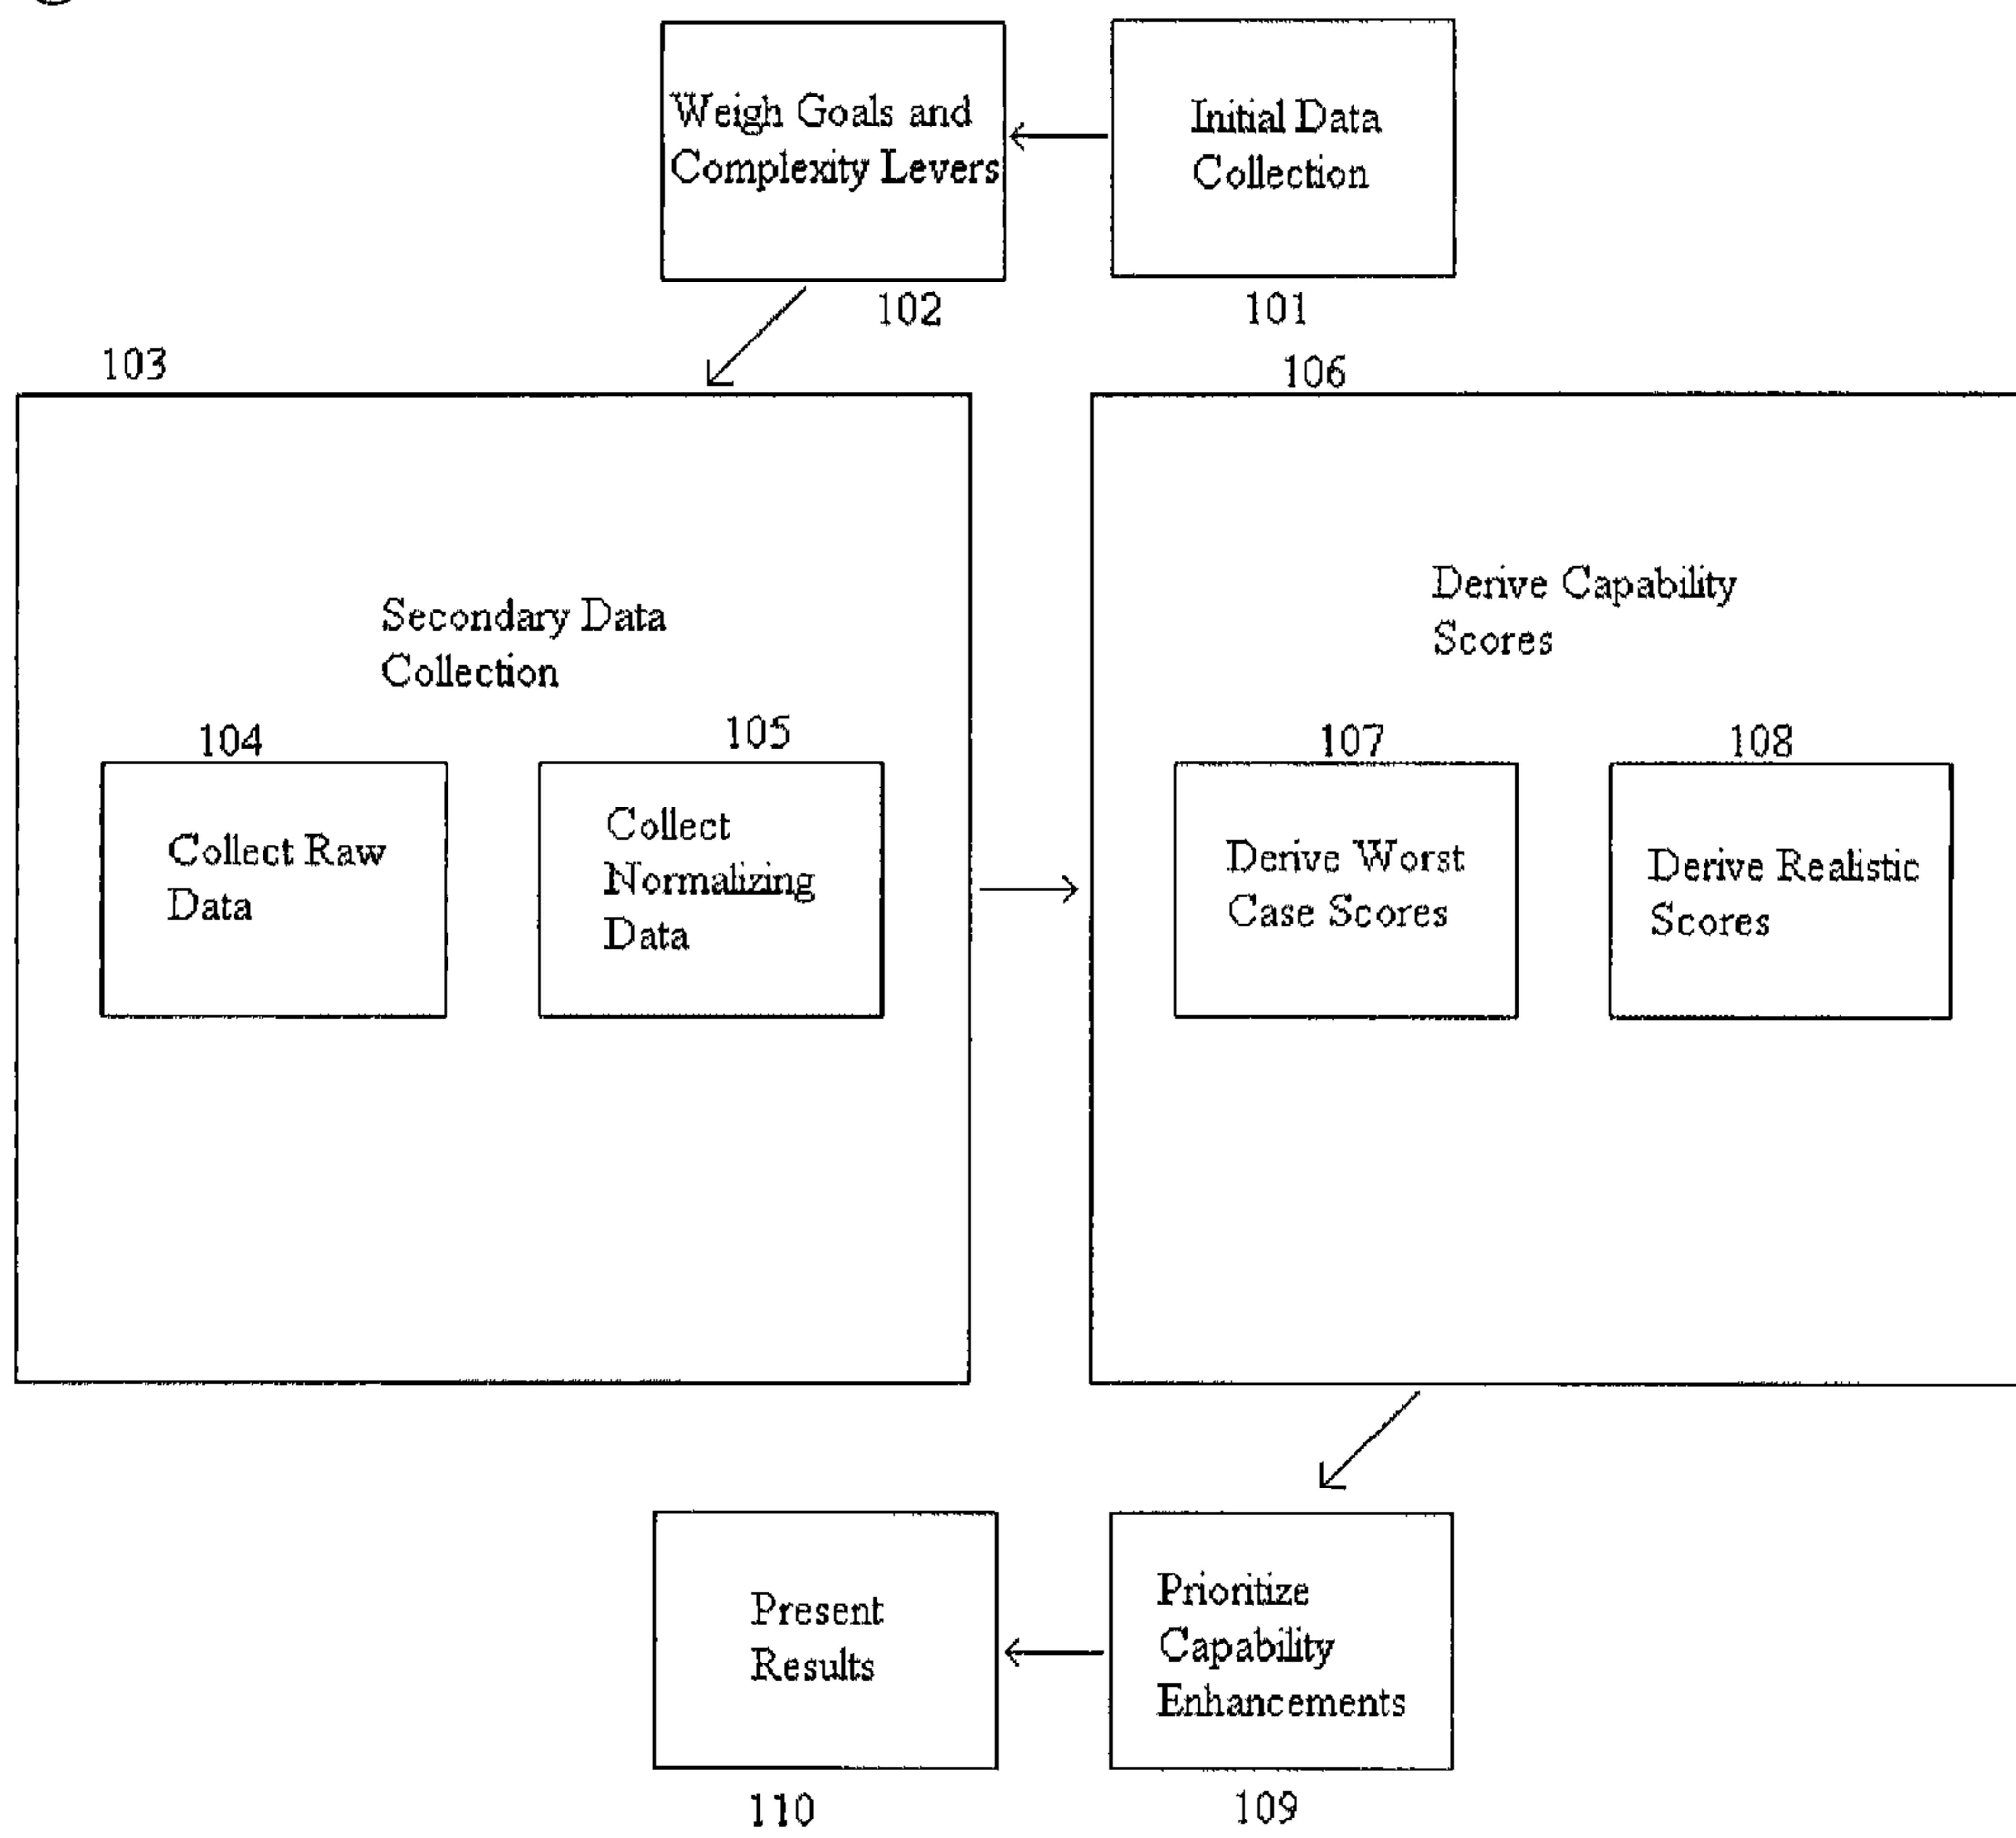 Weigh Goals and
Complexity Levers
102
Initial Data
Collection
101
103
Secondary Data
Collection
104
Collect Raw
Data
105
Collect
Normalizing
Data
106
Derive Capability
Scores
107
Derive Worst
Case Scores
108
Derive Realistic
Scores
Present
Results
110
Prioritize
Capability
Enhancements
109